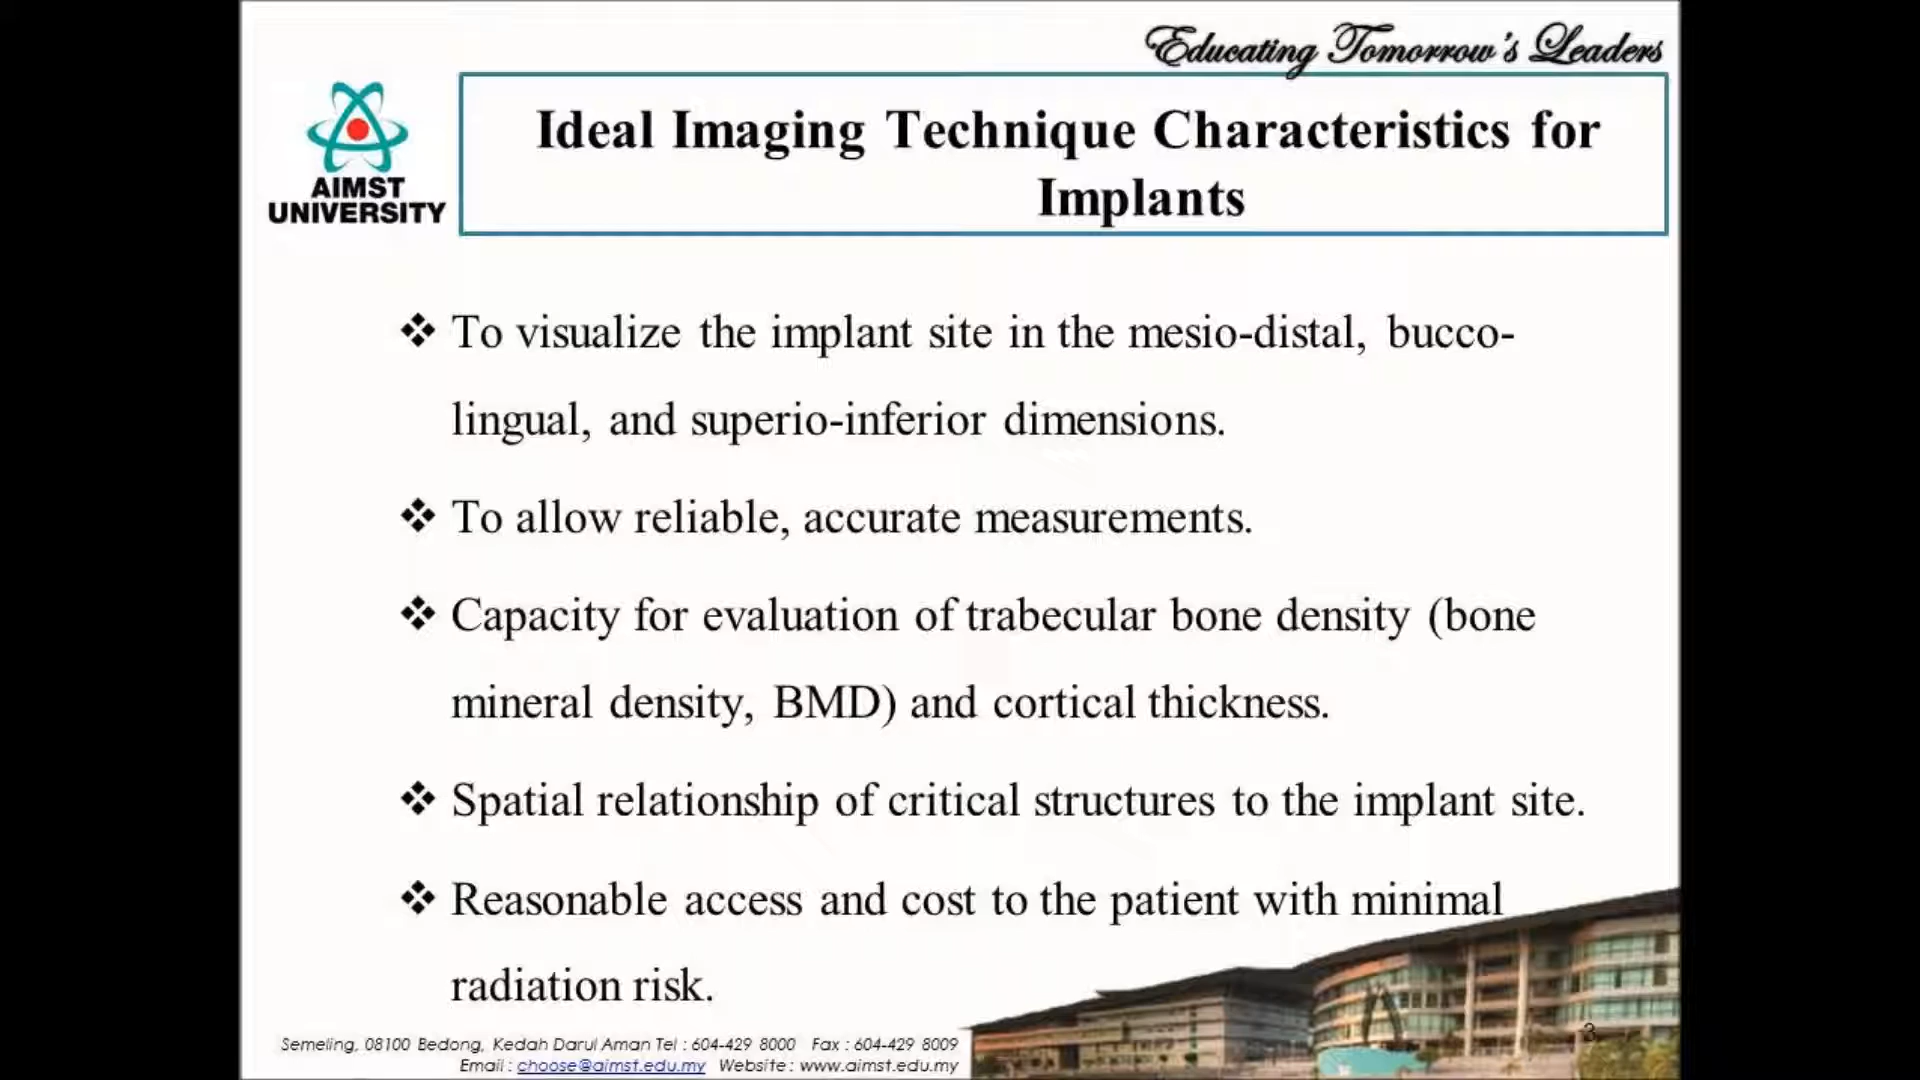 Educating Tomorrow's Leaders
AIMST
UNIVERSITY
Ideal Imaging Technique Characteristics for
Implants
❖ To visualize the implant site in the mesio-distal, bucco-
lingual, and superio-inferior dimensions.
❖ To allow reliable, accurate measurements.
❖ Capacity for evaluation of trabecular bone density (bone
mineral density, BMD) and cortical thickness.
❖ Spatial relationship of critical structures to the implant site.
❖ Reasonable access and cost to the patient with minimal
radiation risk.
Semeling, 08100 Bedong, Kedah Darul Aman Tel : 604-429 8000 Fax : 604-429 8009
Email : choose@aimst.edu.my Website : www.aimst.edu.my
3